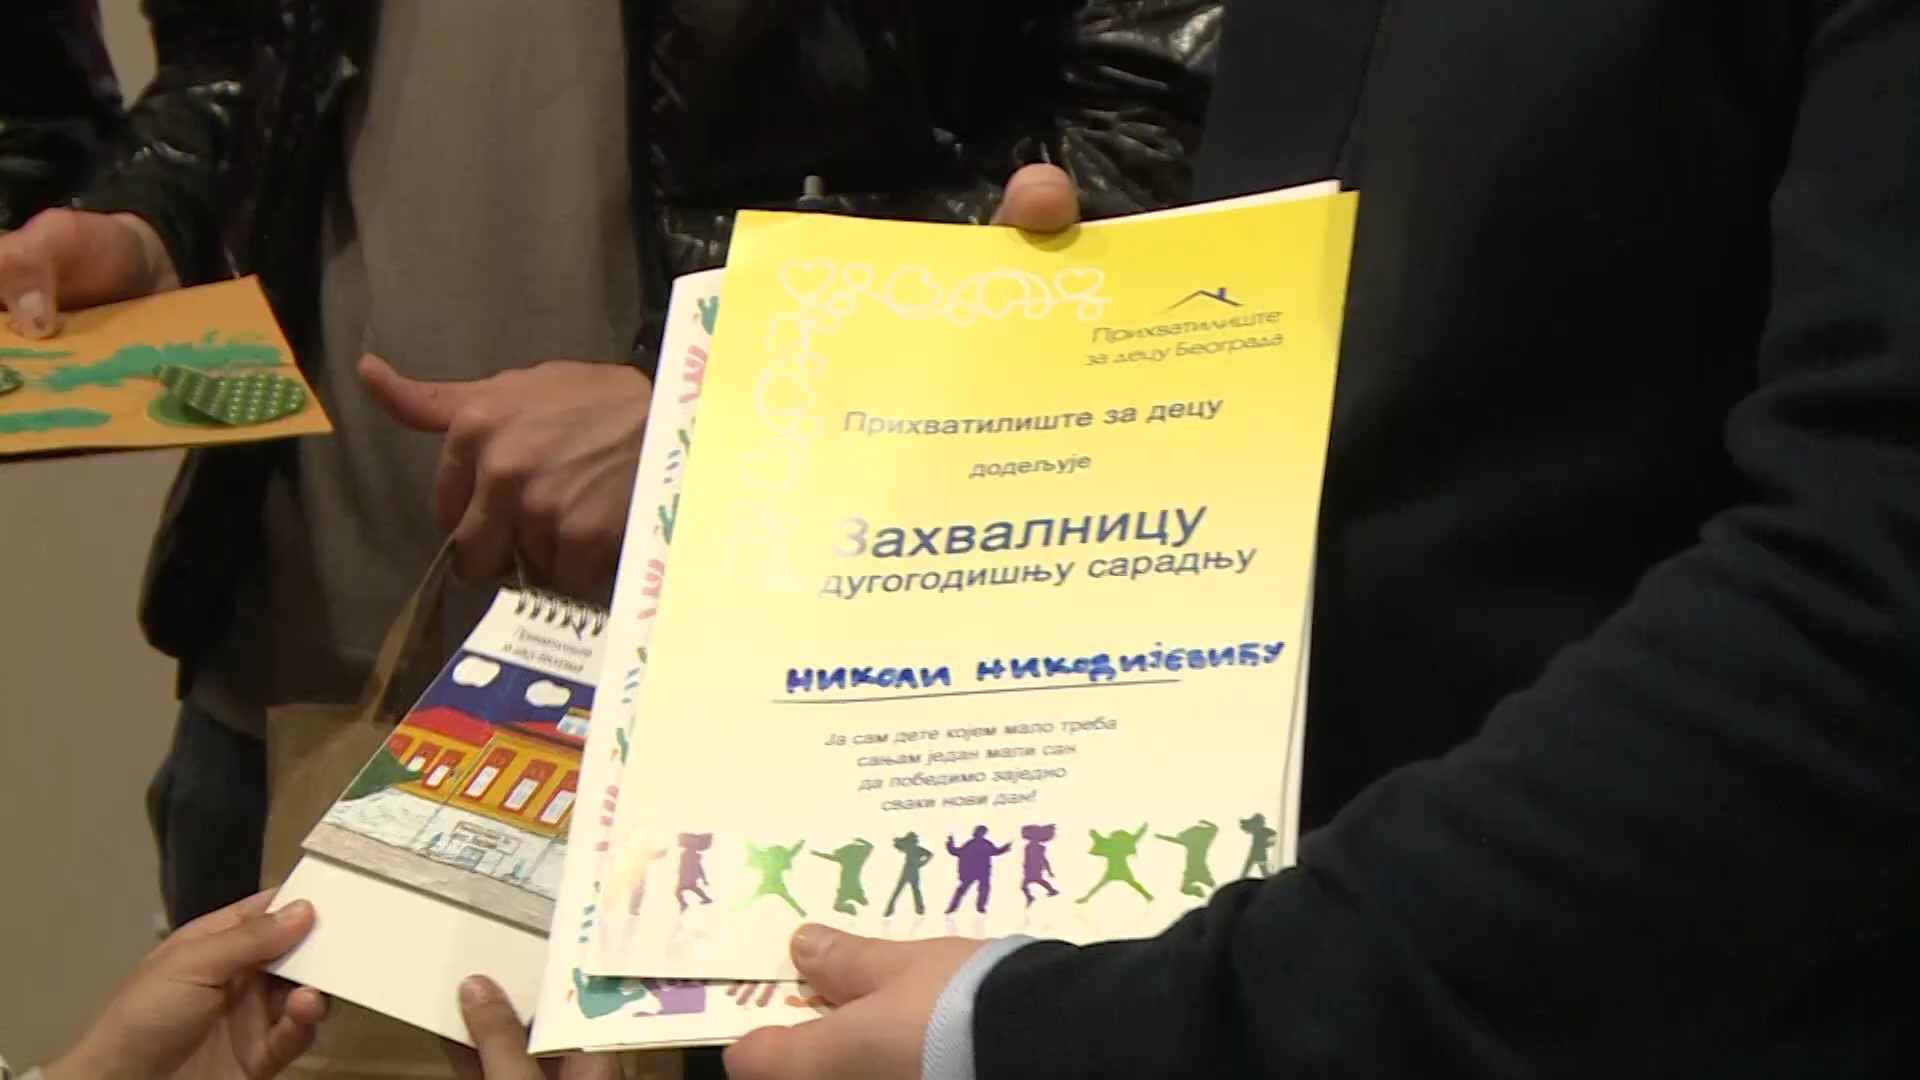 Прихватилиште
за децу Београда
Прихватилиште за децу
додељује
Захвалницу
дугогодишњу сарадњу
НИКОЛИ НИКОДИЈЕВИЋУ
Ја сам дете којем мало треба
сањам један мали сан
да победимо заједно
сваки нови дан!